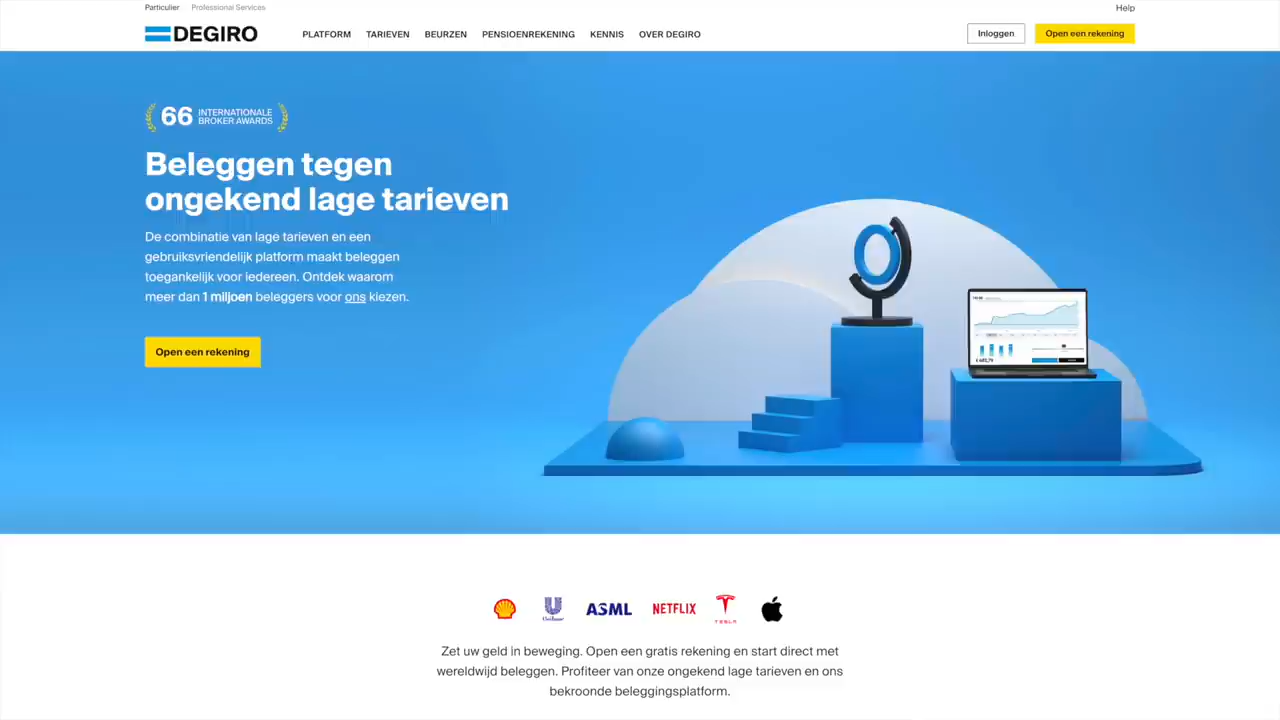 Particulier Professional Services
Help
DEGIRO
PLATFORM TARIEVEN BEURZEN PENSIOENREKENING KENNIS OVER DEGIRO
Inloggen
Open een rekening
66 INTERNATIONALE
BROKER AWARDS
Beleggen tegen
ongekend lage tarieven
De combinatie van lage tarieven en een
gebruiksvriendelijk platform maakt beleggen
toegankelijk voor iedereen. Ontdek waarom
meer dan 1 miljoen beleggers voor ons kiezen.
Open een rekening
Unilever
ASML
NETFLIX
TESLA
Zet uw geld in beweging. Open een gratis rekening en start direct met
wereldwijd beleggen. Profiteer van onze ongekend lage tarieven en ons
bekroonde beleggingsplatform.